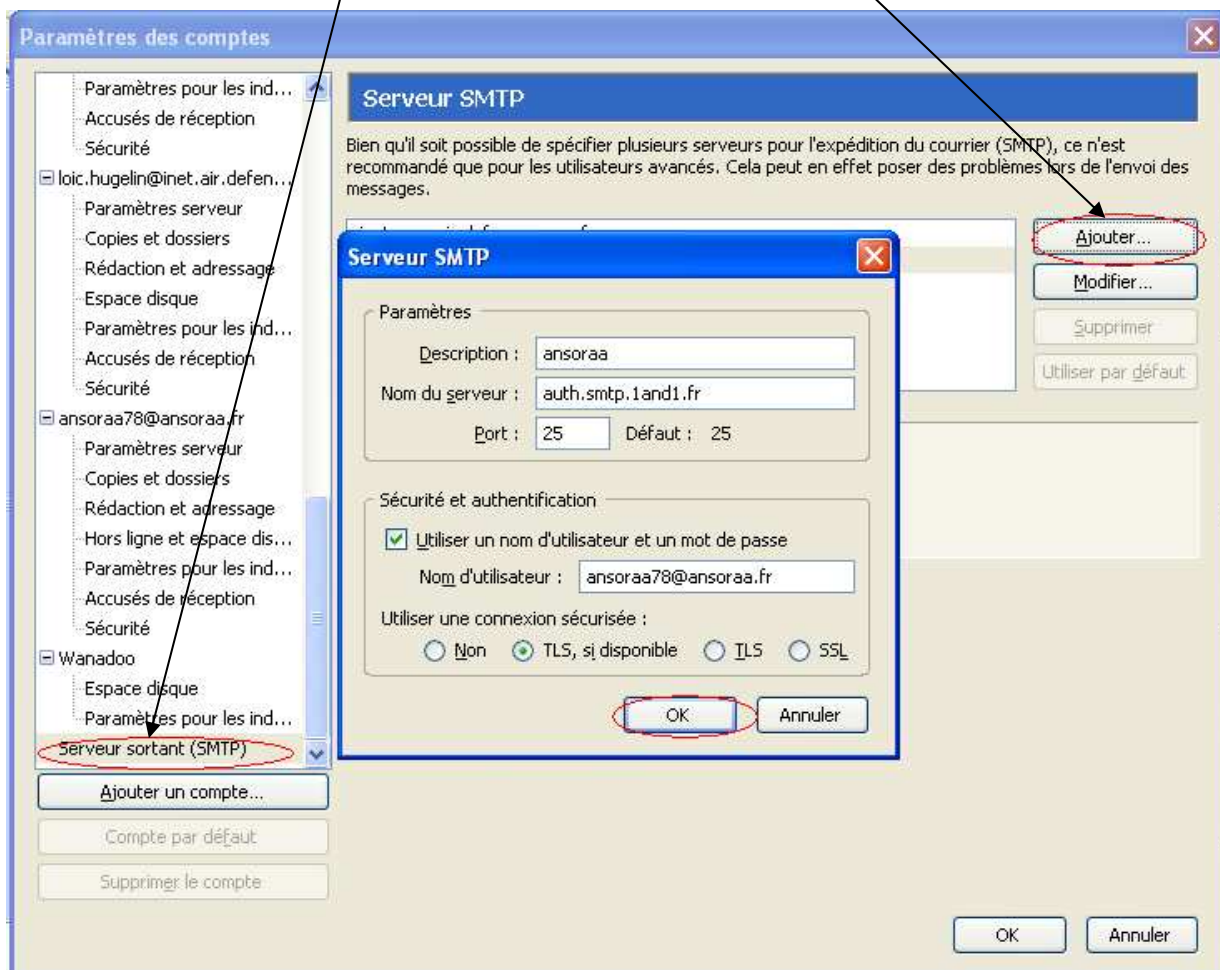 Paramètres des comptes
Paramètres pour les ind...
Accusés de réception
Sécurité
loic.hugelin@inet.air.defen...
Paramètres serveur
Copies et dossiers
Rédaction et adressage
Espace disque
Paramètres pour les ind...
Accusés de réception
Sécurité
ansoraa78@ansoraa.fr
Paramètres serveur
Copies et dossiers
Rédaction et adressage
Hors ligne et espace dis...
Paramètres pour les ind...
Accusés de réception
Sécurité
Wanadoo
Espace disque
Paramètres pour les ind...
Serveur sortant (SMTP)
Ajouter un compte...
Compte par défaut
Supprimer le compte
Serveur SMTP
Bien qu'il soit possible de spécifier plusieurs serveurs pour l'expédition du courrier (SMTP), ce n'est
recommandé que pour les utilisateurs avancés. Cela peut en effet poser des problèmes lors de l'envoi des
messages.
Ajouter...
Modifier...
Supprimer
Utiliser par défaut
Serveur SMTP
Paramètres
Description : ansoraa
Nom du serveur : auth.smtp.1and1.fr
Port : 25 Défaut : 25
Sécurité et authentification
Utiliser un nom d'utilisateur et un mot de passe
Nom d'utilisateur : ansoraa78@ansoraa.fr
Utiliser une connexion sécurisée :
Non TLS, si disponible TLS SSL
OK Annuler
OK Annuler